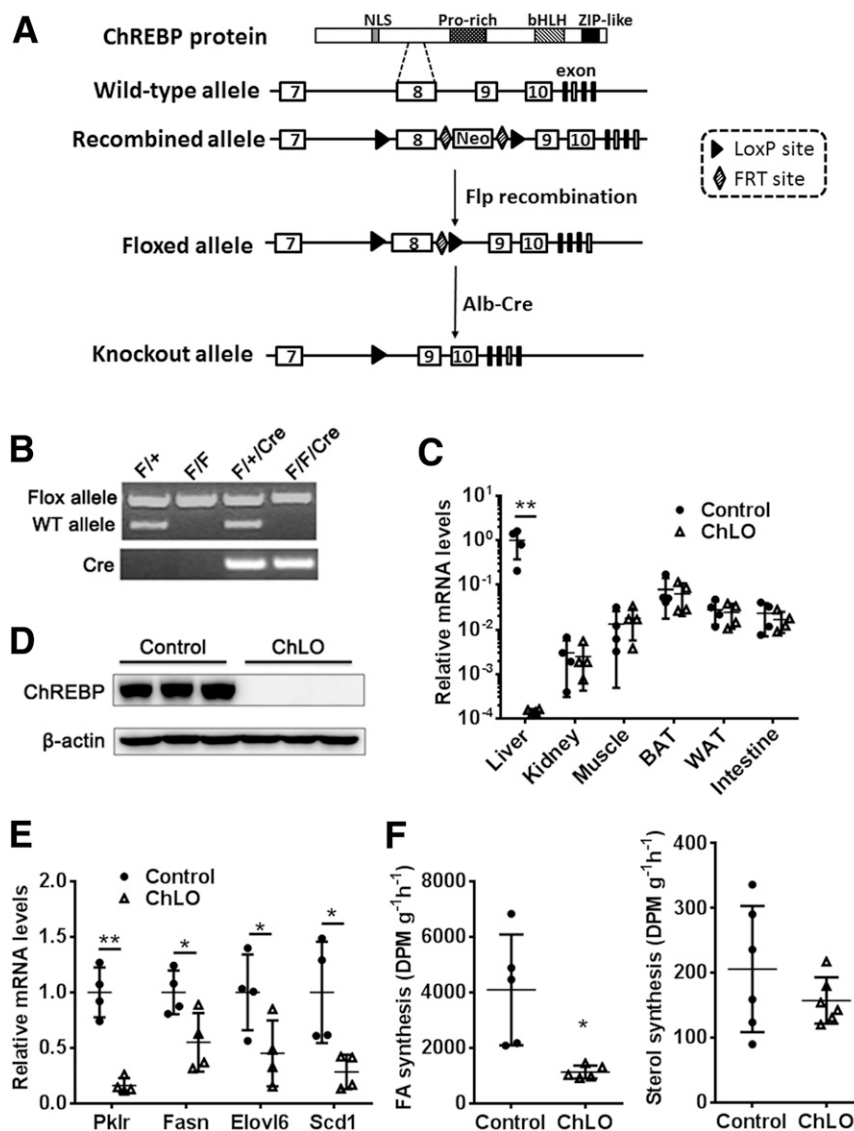 A
NLS Pro-rich bHLH ZIP-like
ChREBP protein
exon
Wild-type allele 7 8 9 10
Recombined allele 7 8 Neo 9 10
LoxP site
FRT site
Flp recombination
Floxed allele 7 8 9 10
Alb-Cre
Knockout allele 7 9 10
B
F/+ F/F F/+/Cre F/F/Cre
Flox allele
WT allele
Cre
C
Relative mRNA levels
10^1
10^0
10^-1
10^-2
10^-3
10^-4
**
Control
ChLO
Liver Kidney Muscle BAT WAT Intestine
D
Control ChLO
ChREBP
β-actin
E
Relative mRNA levels
2.0
1.5
1.0
0.5
0.0
Control
ChLO
** * * *
Pklr Fasn Elovl6 Scd1
F
FA synthesis (DPM g^-1h^-1)
8000
6000
4000
2000
0
*
Control ChLO
Sterol synthesis (DPM g^-1h^-1)
400
300
200
100
0
Control ChLO